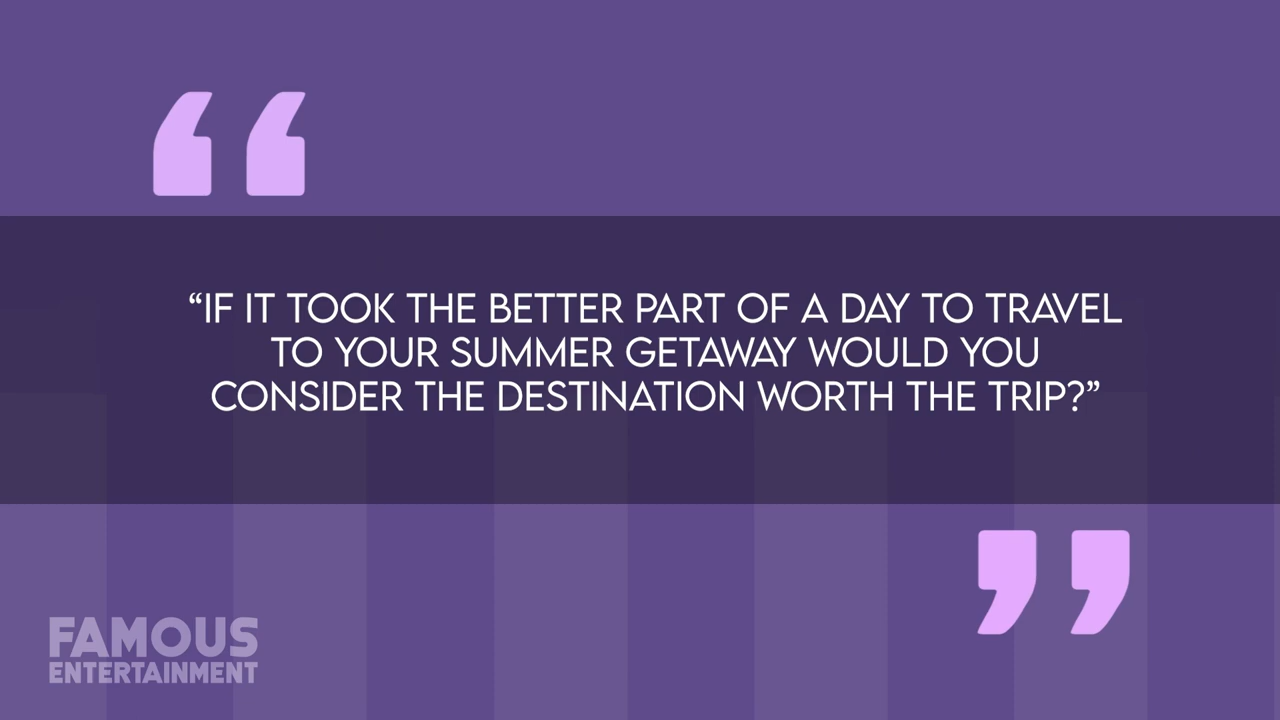 “IF IT TOOK THE BETTER PART OF A DAY TO TRAVEL
TO YOUR SUMMER GETAWAY WOULD YOU
CONSIDER THE DESTINATION WORTH THE TRIP?”
FAMOUS
ENTERTAINMENT